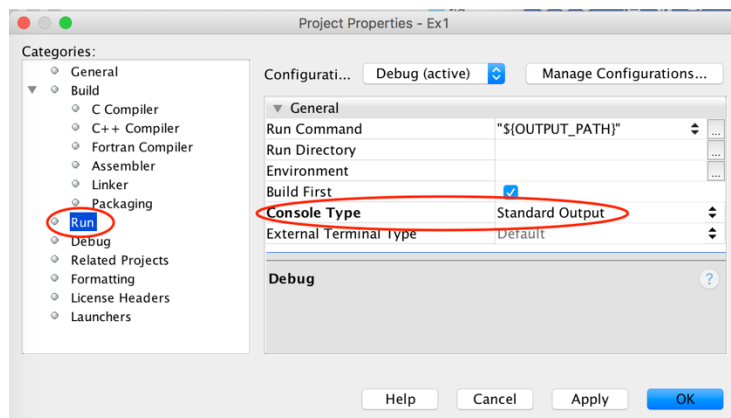 Project Properties - Ex1
Categories:
General
Build
C Compiler
C++ Compiler
Fortran Compiler
Assembler
Linker
Packaging
Run
Debug
Related Projects
Formatting
License Headers
Launchers
Configurati... Debug (active) Manage Configurations...
General
Run Command "${OUTPUT_PATH}" ...
Run Directory ...
Environment ...
Build First
Console Type Standard Output
External Terminal Type Default
Debug ?
Help Cancel Apply OK